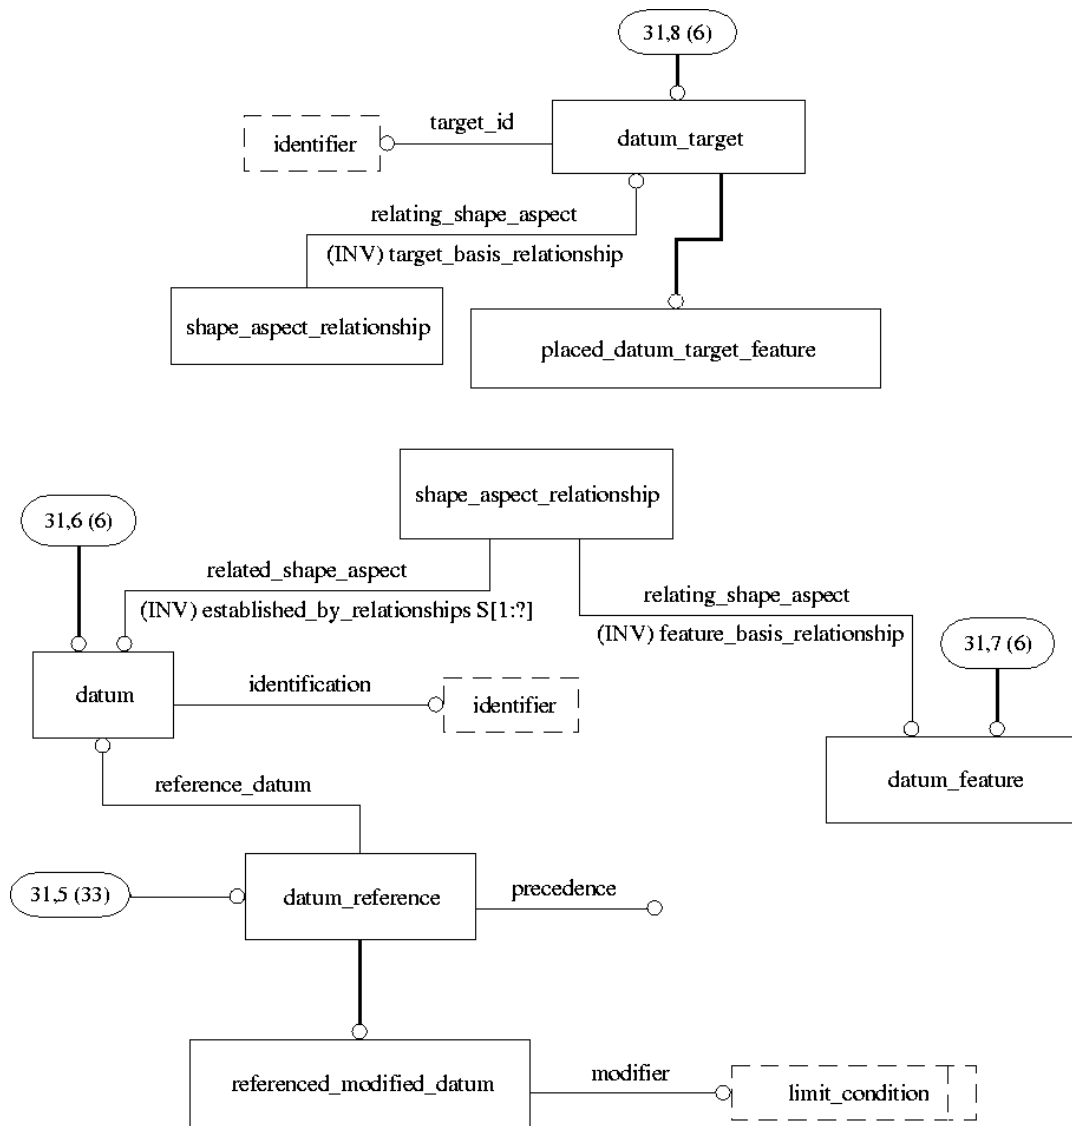 31,8 (6)
target_id
identifier
datum_target
relating_shape_aspect
(INV) target_basis_relationship
shape_aspect_relationship
placed_datum_target_feature
shape_aspect_relationship
31,6 (6)
related_shape_aspect
(INV) established_by_relationships S[1:?]
relating_shape_aspect
(INV) feature_basis_relationship
31,7 (6)
datum
identification
identifier
datum_feature
reference_datum
31,5 (33)
datum_reference
precedence
referenced_modified_datum
modifier
limit_condition